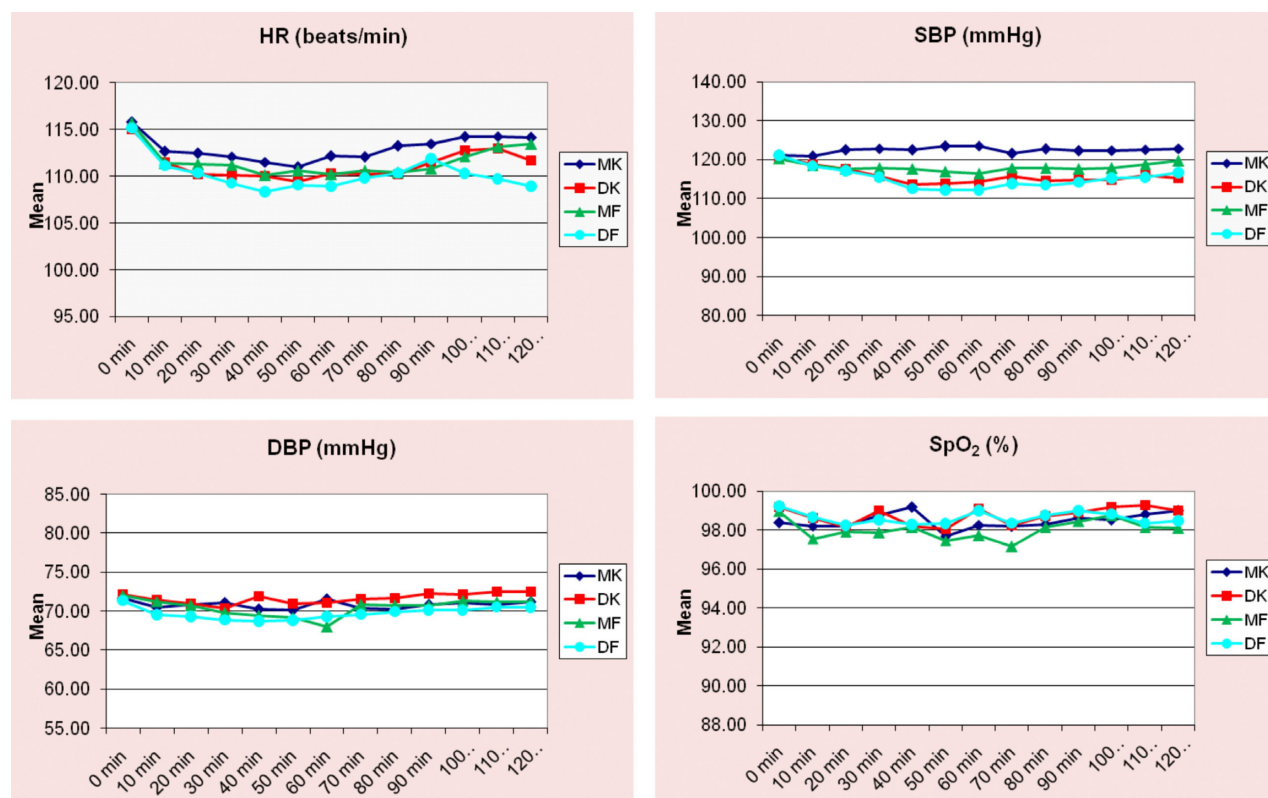 HR (beats/min)
Mean
120.00
115.00
110.00
105.00
100.00
95.00
0 min
10 min
20 min
30 min
40 min
50 min
60 min
70 min
80 min
90 min
100..
110..
120..
MK
DK
MF
DF
SBP (mmHg)
Mean
140.00
130.00
120.00
110.00
100.00
90.00
80.00
0 min
10 min
20 min
30 min
40 min
50 min
60 min
70 min
80 min
90 min
100..
110..
120..
MK
DK
MF
DF
DBP (mmHg)
Mean
85.00
80.00
75.00
70.00
65.00
60.00
55.00
0 min
10 min
20 min
30 min
40 min
50 min
60 min
70 min
80 min
90 min
100..
110..
120..
MK
DK
MF
DF
SpO₂ (%)
Mean
100.00
98.00
96.00
94.00
92.00
90.00
88.00
0 min
10 min
20 min
30 min
40 min
50 min
60 min
70 min
80 min
90 min
100..
110..
120..
MK
DK
MF
DF